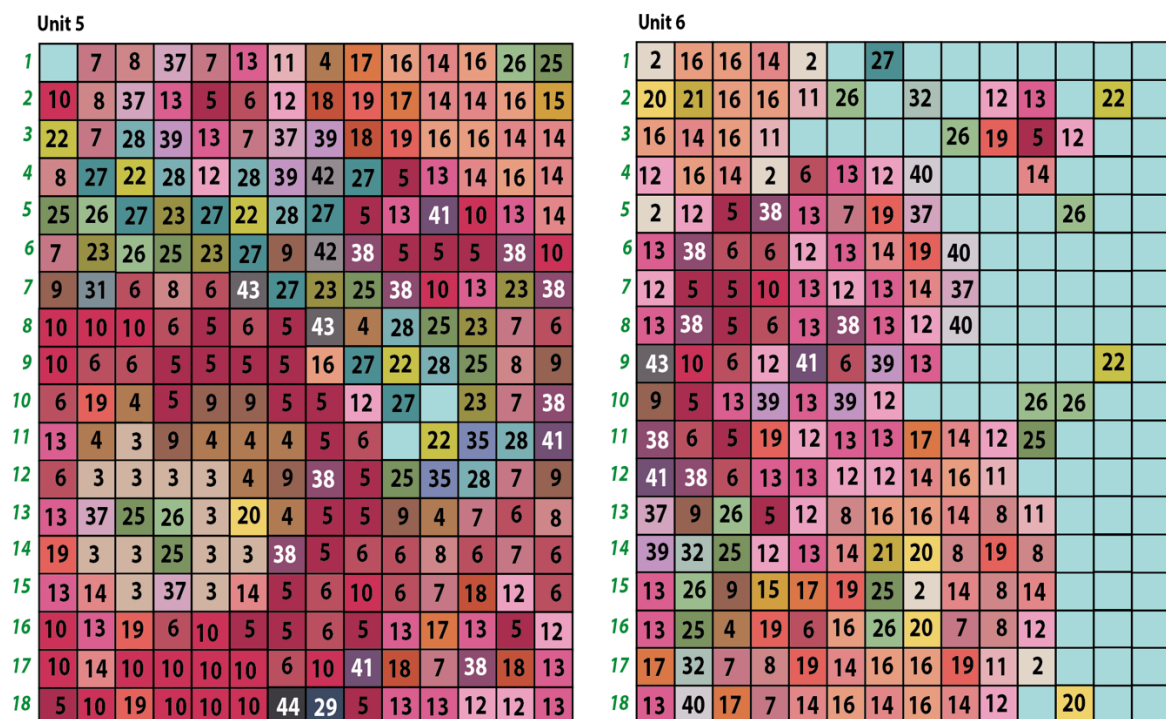 Unit 5
1 7 8 37 7 13 11 4 17 16 14 16 26 25
2 10 8 37 13 5 6 12 18 19 17 14 14 16 15
3 22 7 28 39 13 7 37 39 18 19 16 16 14 14
4 8 27 22 28 12 28 39 42 27 5 13 14 16 14
5 25 26 27 23 27 22 28 27 5 13 41 10 13 14
6 7 23 26 25 23 27 9 42 38 5 5 5 38 10
7 9 31 6 8 6 43 27 23 25 38 10 13 23 38
8 10 10 10 6 5 6 5 43 4 28 25 23 7 6
9 10 6 6 5 5 5 5 16 27 22 28 25 8 9
10 6 19 4 5 9 9 5 5 12 27 23 7 38
11 13 4 3 9 4 4 4 5 6 22 35 28 41
12 6 3 3 3 3 4 9 38 5 25 35 28 7 9
13 13 37 25 26 3 20 4 5 5 9 4 7 6 8
14 19 3 3 25 3 3 38 5 6 6 8 6 7 6
15 13 14 3 37 3 14 5 6 10 6 7 18 12 6
16 10 13 19 6 10 5 5 6 5 13 17 13 5 12
17 10 14 10 10 10 10 6 10 41 18 7 38 18 13
18 5 10 19 10 10 10 44 29 5 13 13 12 12 13
Unit 6
1 2 16 16 14 2 27
2 20 21 16 16 11 26 32 12 13 22
3 16 14 16 11 26 19 5 12
4 12 16 14 2 6 13 12 40 14
5 2 12 5 38 13 7 19 37 26
6 13 38 6 6 12 13 14 19 40
7 12 5 5 10 13 12 13 14 37
8 13 38 5 6 13 38 13 12 40
9 43 10 6 12 41 6 39 13 22
10 9 5 13 39 13 39 12 26 26
11 38 6 5 19 12 13 13 17 14 12 25
12 41 38 6 13 13 12 12 14 16 11
13 37 9 26 5 12 8 16 16 14 8 11
14 39 32 25 12 13 14 21 20 8 19 8
15 13 26 9 15 17 19 25 2 14 8 14
16 13 25 4 19 6 16 26 20 7 8 12
17 17 32 7 8 19 14 16 16 19 11 2
18 13 40 17 7 14 16 14 16 14 12 20